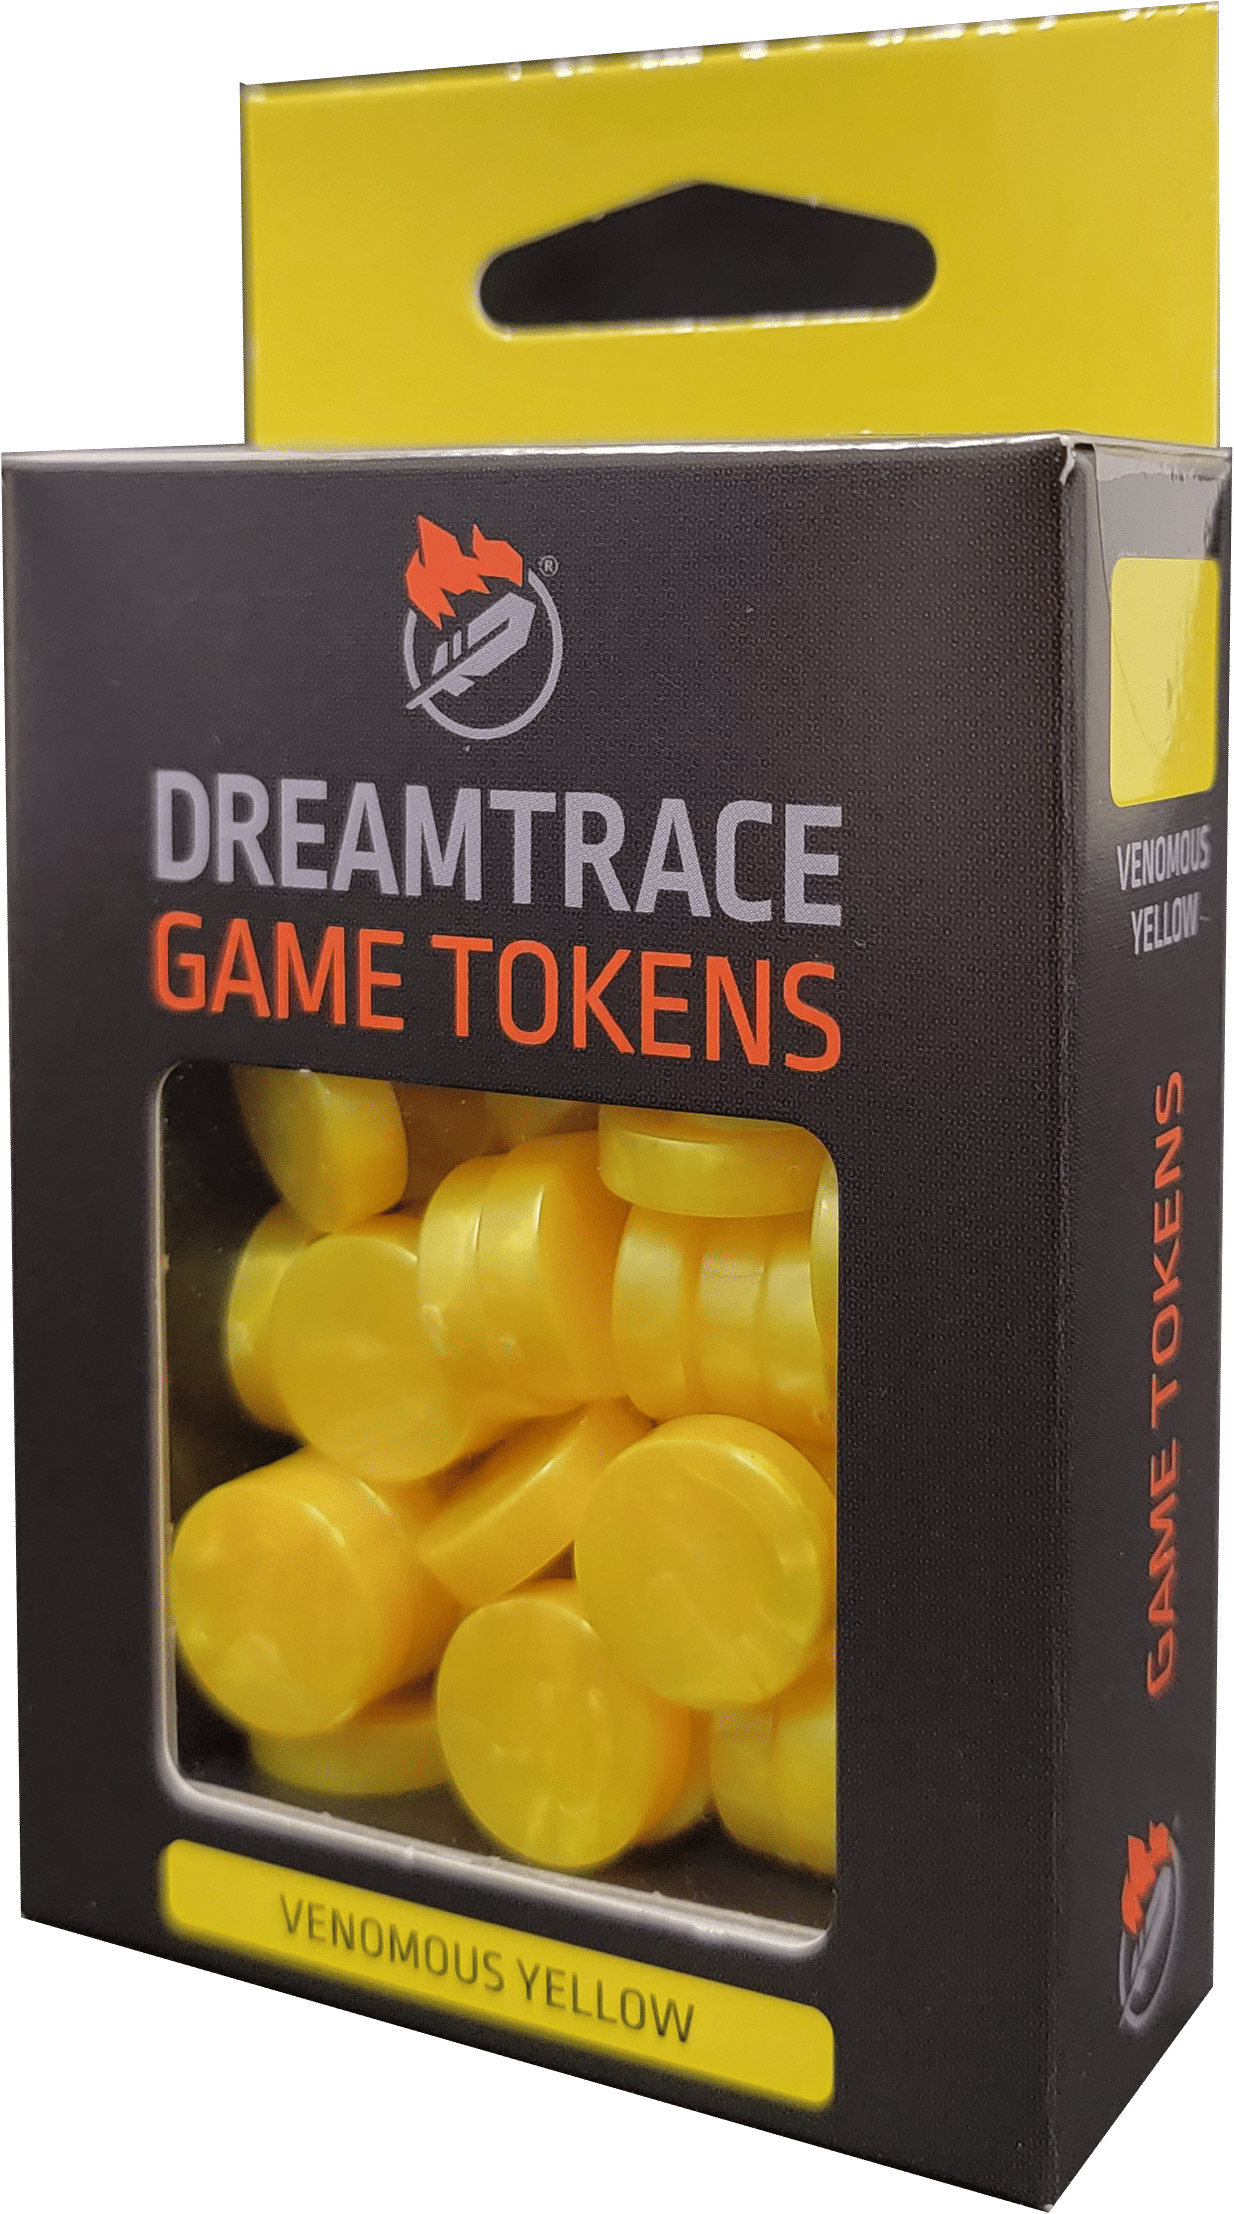 ®
DREAMTRACE
GAME TOKENS
VENOMOUS YELLOW
VENOMOUS
YELLOW
GAME TOKENS